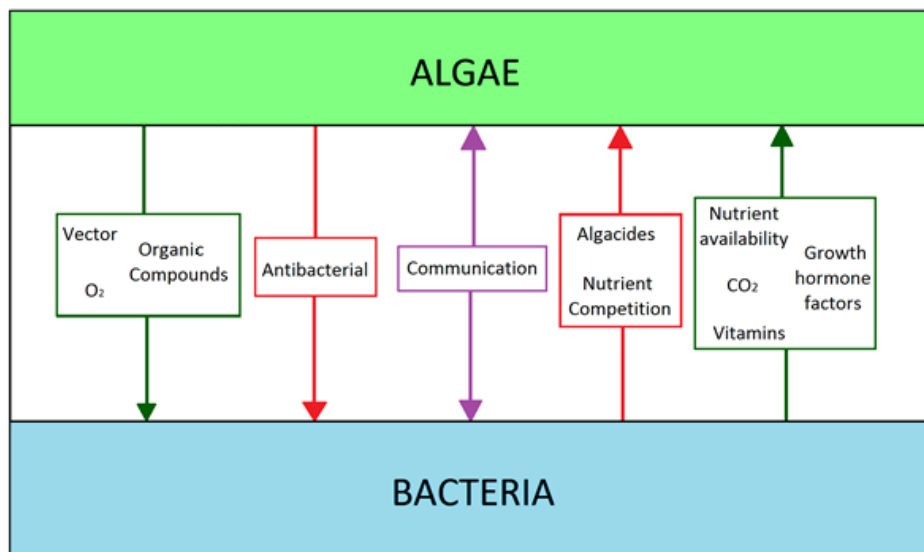 ALGAE
Vector
Organic
Compounds
O₂
Antibacterial
Communication
Algacides
Nutrient
Competition
Nutrient
availability
CO₂
Vitamins
Growth
hormone
factors
BACTERIA